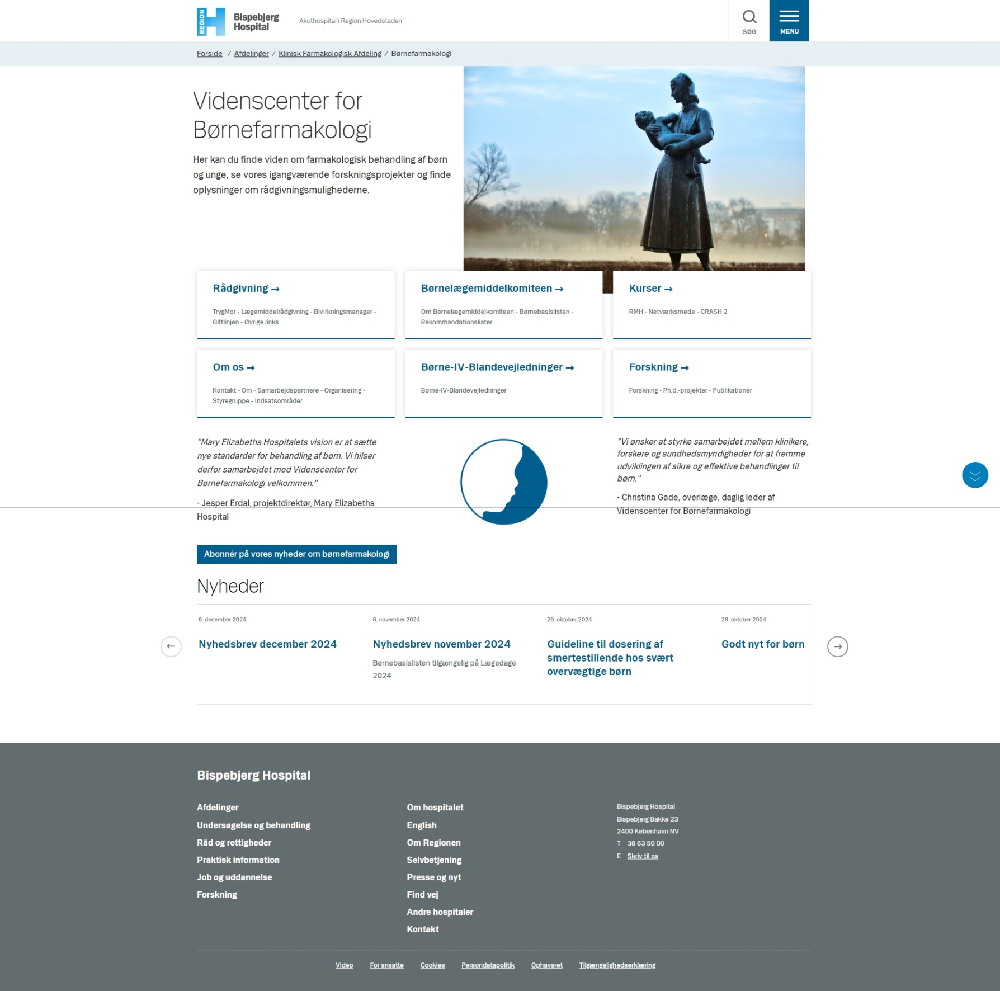 REGION
Bispebjerg
Hospital
Akuthospital i Region Hovedstaden
SØG
MENU
Forside / Afdelinger / Klinisk Farmakologisk Afdeling / Børnefarmakologi
Videnscenter for
Børnefarmakologi
Her kan du finde viden om farmakologisk behandling af børn
og unge, se vores igangværende forskningsprojekter og finde
oplysninger om rådgivningsmulighederne.
Rådgivning →
TrygMor - Lægemiddelrådgivning - Bivirkningsmanager -
Giftlinjen - Øvrige links
Børnelægemiddelkomiteen →
Om Børnelægemiddelkomiteen - Børnebasislisten -
Rekommandationslister
Kurser →
RMH - Netværksmøde - CRASH 2
Om os →
Kontakt - Om - Samarbejdspartnere - Organisering -
Styregruppe - Indsatsområder
Børne-IV-Blandevejledninger →
Børne-IV-Blandevejledninger
Forskning →
Forskning - Ph.d.-projekter - Publikationer
"Mary Elizabeths Hospitalets vision er at sætte
nye standarder for behandling af børn. Vi hilser
derfor samarbejdet med Videnscenter for
Børnefarmakologi velkommen."
- Jesper Erdal, projektdirektør, Mary Elizabeths
Hospital
"Vi ønsker at styrke samarbejdet mellem klinikere,
forskere og sundhedsmyndigheder for at fremme
udviklingen af sikre og effektive behandlinger til
børn."
- Christina Gade, overlæge, daglig leder af
Videnscenter for Børnefarmakologi
Abonnér på vores nyheder om børnefarmakologi
Nyheder
6. december 2024
Nyhedsbrev december 2024
6. november 2024
Nyhedsbrev november 2024
Børnebasislisten tilgængelig på Lægedage
2024
29. oktober 2024
Guideline til dosering af
smertestillende hos svært
overvægtige børn
28. oktober 2024
Godt nyt for børn
Bispebjerg Hospital
Afdelinger
Undersøgelse og behandling
Råd og rettigheder
Praktisk information
Job og uddannelse
Forskning
Om hospitalet
English
Om Regionen
Selvbetjening
Presse og nyt
Find vej
Andre hospitaler
Kontakt
Bispebjerg Hospital
Bispebjerg Bakke 23
2400 København NV
T 38 63 50 00
E Skriv til os
Video For ansatte Cookies Persondatapolitik Ophavsret Tilgængelighedserklæring